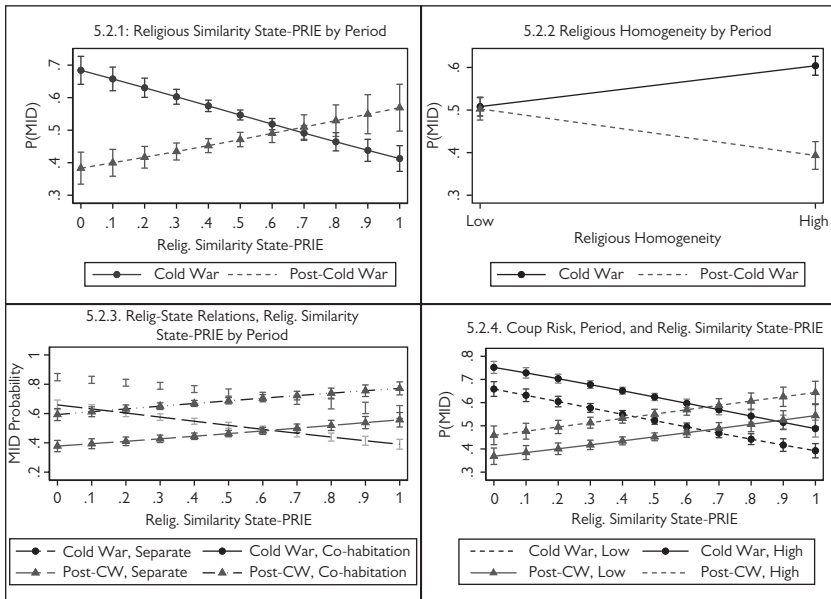 5.2.1: Religious Similarity State-PRIE by Period
P(MID)
.7
.6
.5
.4
.3
0 .1 .2 .3 .4 .5 .6 .7 .8 .9 1
Relig. Similarity State-PRIE
Cold War Post-Cold War
5.2.2 Religious Homogeneity by Period
P(MID)
.6
.5
.4
.3
Low High
Religious Homogeneity
Cold War Post-Cold War
5.2.3. Relig-State Relations, Relig. Similarity
State-PRIE by Period
MID Probability
1
.8
.6
.4
.2
0 .1 .2 .3 .4 .5 .6 .7 .8 .9 1
Relig. Similarity State-PRIE
Cold War, Separate Cold War, Co-habitation
Post-CW, Separate Post-CW, Co-habitation
5.2.4. Coup Risk, Period, and Relig. Similarity State-PRIE
P(MID)
.8
.7
.6
.5
.4
.3
0 .1 .2 .3 .4 .5 .6 .7 .8 .9 1
Relig. Similarity State-PRIE
Cold War, Low Cold War, High
Post-CW, Low Post-CW, High